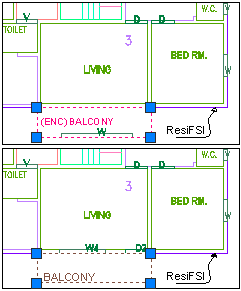 V D D W.C.
TOILET
3
BED RM.
W
LIVING
(ENC)BALCONY
W
ResiFSI
V D D W.C.
TOILET
3
W
BED RM.
LIVING
W4 D2
ResiFSI
BALCONY